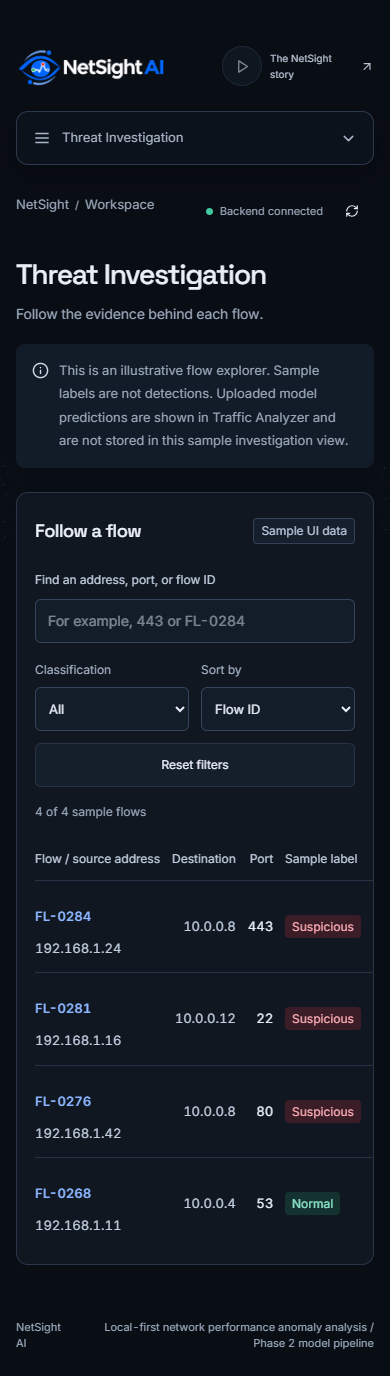 NetSight AI
The NetSight
story
Threat Investigation
NetSight / Workspace
Backend connected
Threat Investigation
Follow the evidence behind each flow.
This is an illustrative flow explorer. Sample
labels are not detections. Uploaded model
predictions are shown in Traffic Analyzer and
are not stored in this sample investigation view.
Follow a flow
Sample UI data
Find an address, port, or flow ID
For example, 443 or FL-0284
Classification
Sort by
All
Flow ID
Reset filters
4 of 4 sample flows
Flow / source address Destination Port Sample label
FL-0284
192.168.1.24
10.0.0.8 443 Suspicious
FL-0281
192.168.1.16
10.0.0.12 22 Suspicious
FL-0276
192.168.1.42
10.0.0.8 80 Suspicious
FL-0268
192.168.1.11
10.0.0.4 53 Normal
NetSight
AI
Local-first network performance anomaly analysis /
Phase 2 model pipeline